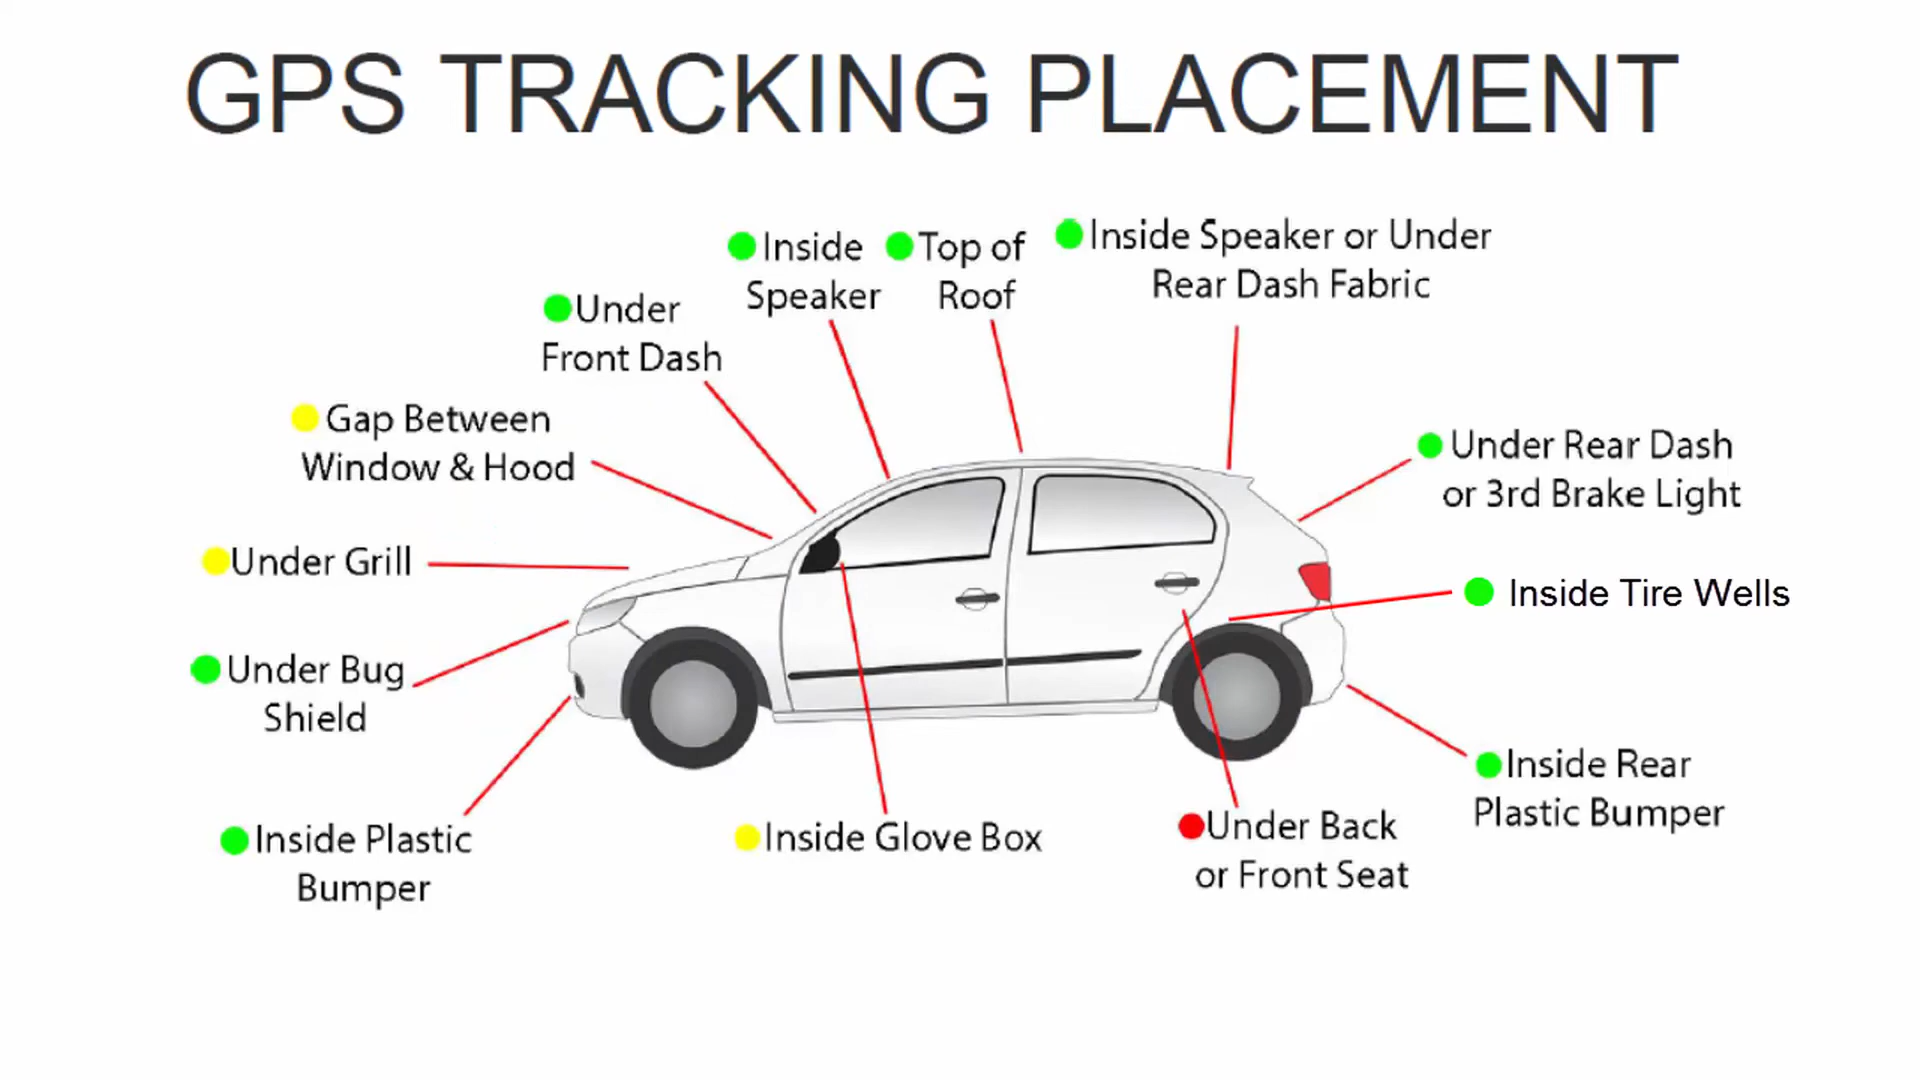 GPS TRACKING PLACEMENT
Inside
Speaker
Top of
Roof
Inside Speaker or Under
Rear Dash Fabric
Under
Front Dash
Gap Between
Window & Hood
Under Rear Dash
or 3rd Brake Light
Under Grill
Inside Tire Wells
Under Bug
Shield
Inside Rear
Plastic Bumper
Inside Plastic
Bumper
Inside Glove Box
Under Back
or Front Seat